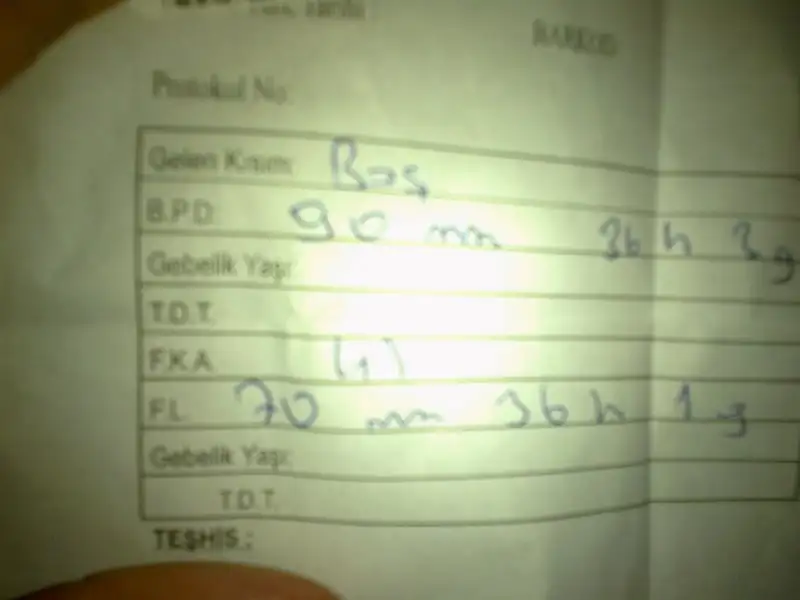 BARKOD
Protokol No:
Gelen Kısım: Baş
B.P.D: 90 mm 36 h 3 g
Gebelik Yaşı:
T.D.T.
F.K.A.
F.L. 70 mm 36 h 1 g
Gebelik Yaşı:
T.D.T.
TEŞHİS.: